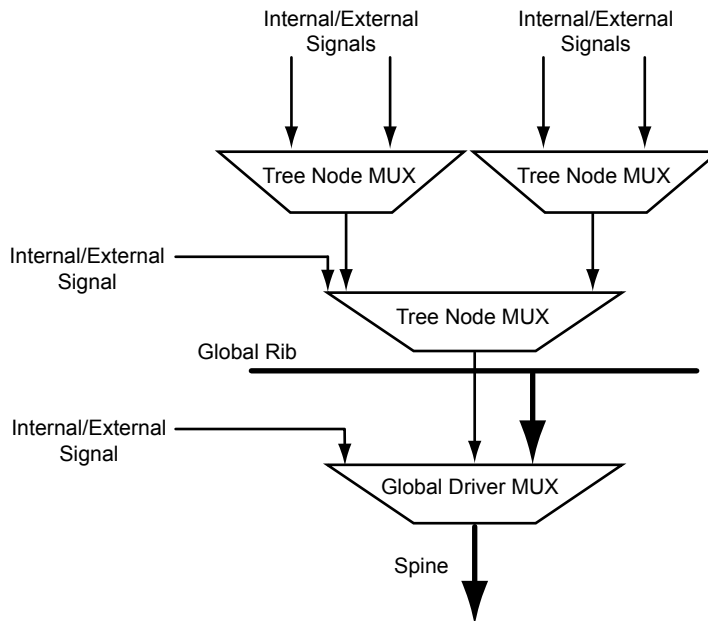 Internal/External
Signals
Internal/External
Signals
Tree Node MUX
Tree Node MUX
Internal/External
Signal
Tree Node MUX
Global Rib
Internal/External
Signal
Global Driver MUX
Spine